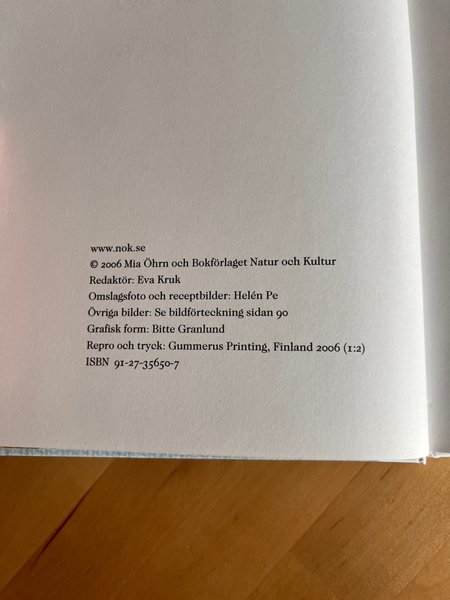 www.nok.se
© 2006 Mia Öhrn och Bokförlaget Natur och Kultur
Redaktör: Eva Kruk
Omslagsfoto och receptbilder: Helén Pe
Övriga bilder: Se bildförteckning sidan 90
Grafisk form: Bitte Granlund
Repro och tryck: Gummerus Printing, Finland 2006 (1:2)
ISBN 91-27-35650-7